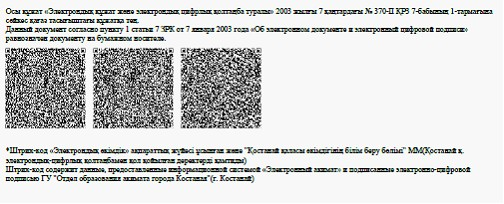 Осы құжат «Электрондық құжат және электрондық цифрлық қолтаңба туралы» 2003 жылғы 7 қаңтардағы № 370-II ҚРЗ 7-бабының 1-тармағына
сәйкес қағаз тасығыштағы құжатқа тең.
Данный документ согласно пункту 1 статьи 7 ЗРК от 7 января 2003 года «Об электронном документе и электронной цифровой подписи»
равнозначен документу на бумажном носителе.
*Штрих-код «Электрондық әкімдік» ақпараттық жүйесі ұсынған және "Қостанай қаласы әкімдігінің білім беру бөлімі" ММ(Қостанай қ.
электрондық-цифрлық қолтаңбамен қол қойылған деректерді қамтиды)
Штрих-код содержит данные, предоставленные информационной системой «Электронный акимат» и подписанные электронно-цифровой
подписью ГУ "Отдел образования акимата города Костаная"(г. Костанай)